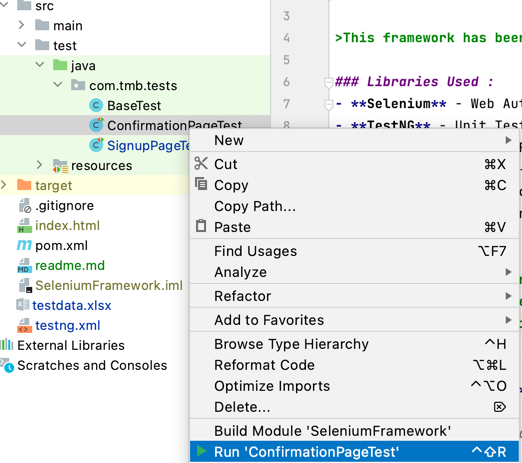 src
main
test
java
com.tmb.tests
BaseTest
ConfirmationPageTest
SignupPageTe
resources
target
.gitignore
index.html
pom.xml
readme.md
SeleniumFramework.iml
testdata.xlsx
testng.xml
External Libraries
Scratches and Consoles
3
4 >This framework has been
5
6 ### Libraries Used :
7 - **Selenium** - Web Aut
8 - **TestNG** - Unit Test
New
Cut ⌘X
Copy ⌘C
Copy Path...
Paste ⌘V
Find Usages ⌥F7
Analyze
Refactor
Add to Favorites
Browse Type Hierarchy ^H
Reformat Code ⌥⌘L
Optimize Imports ^⌥O
Delete... ⌦
Build Module 'SeleniumFramework'
Run 'ConfirmationPageTest' ^⇧R